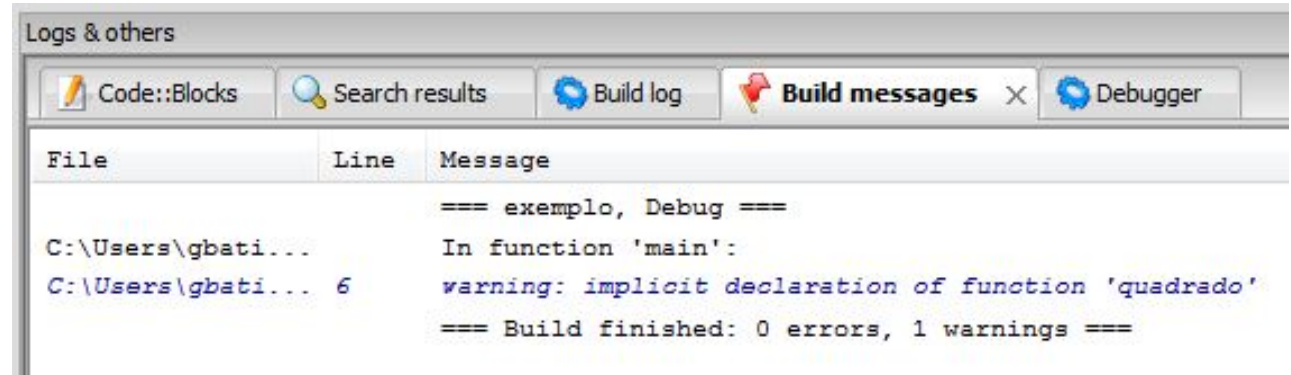 Logs & others
Code::Blocks Search results Build log Build messages Debugger
File Line Message
=== exemplo, Debug ===
C:\Users\gbati... In function 'main':
C:\Users\gbati... 6 warning: implicit declaration of function 'quadrado'
=== Build finished: 0 errors, 1 warnings ===